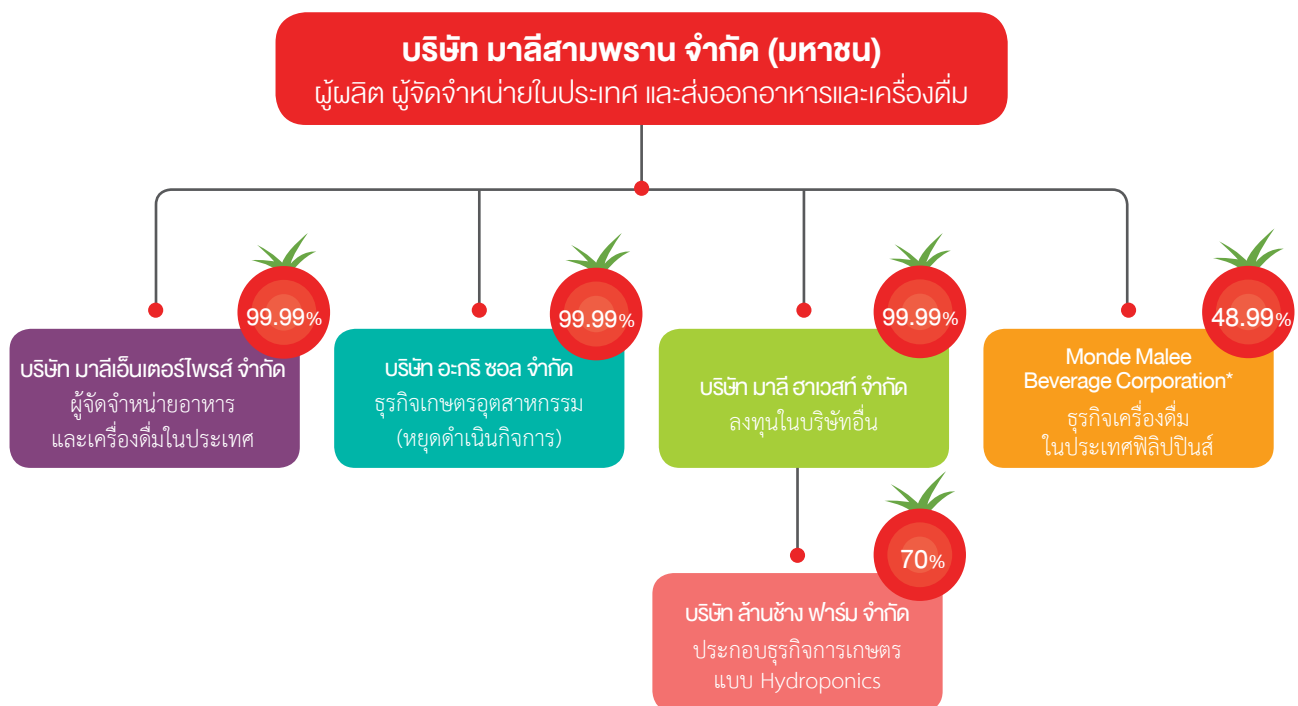 บริษัท มาลีสามพราน จำกัด (มหาชน)
ผู้ผลิต ผู้จัดจำหน่ายในประเทศ และส่งออกอาหารและเครื่องดื่ม
99.99%
บริษัท มาลีเอ็นเตอร์ไพรส์ จำกัด
ผู้จัดจำหน่ายอาหาร
และเครื่องดื่มในประเทศ
99.99%
บริษัท อะกริ ซอล จำกัด
ธุรกิจเกษตรอุตสาหกรรม
(หยุดดำเนินกิจการ)
99.99%
บริษัท มาลี ฮาเวสท์ จำกัด
ลงทุนในบริษัทอื่น
48.99%
Monde Malee
Beverage Corporation*
ธุรกิจเครื่องดื่ม
ในประเทศฟิลิปปินส์
70%
บริษัท ล้านช้าง ฟาร์ม จำกัด
ประกอบธุรกิจการเกษตร
แบบ Hydroponics